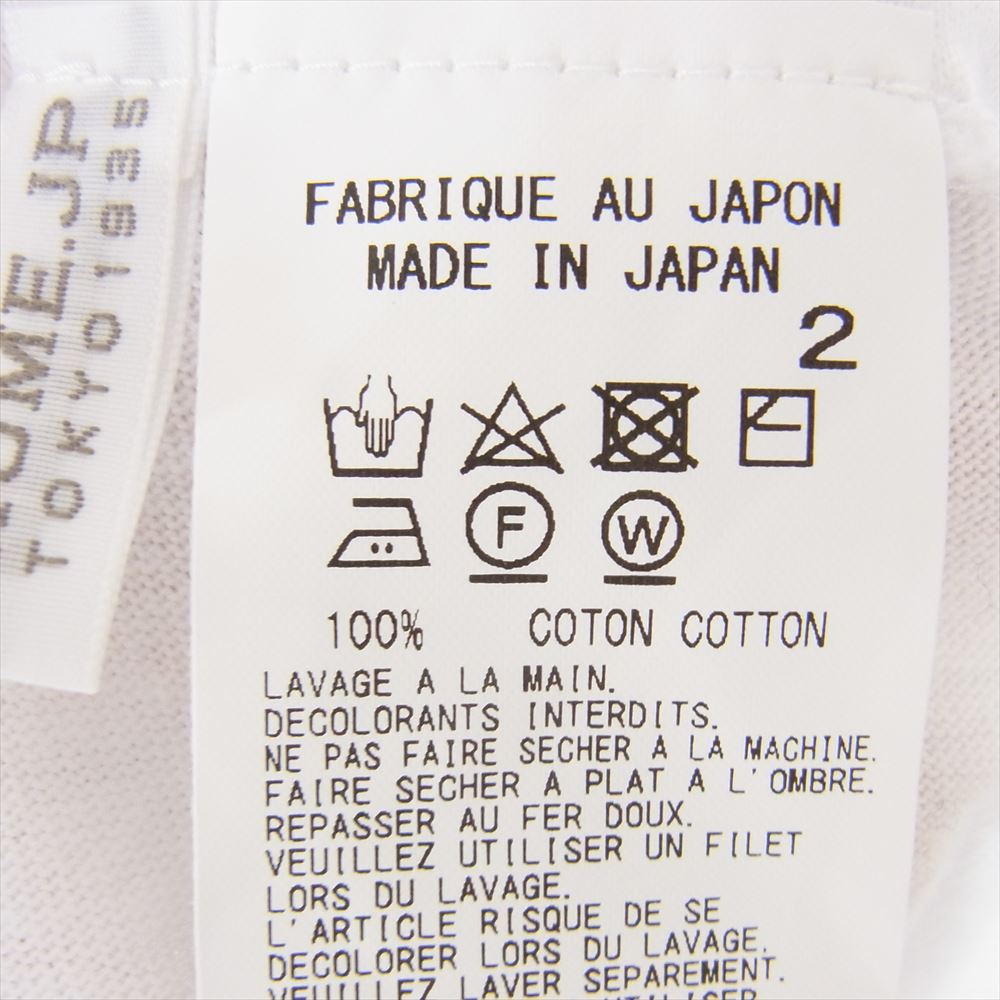 TOKYO 1935
FABRIQUE AU JAPON
MADE IN JAPAN
2
F
W
100% COTON COTTON
LAVAGE A LA MAIN.
DECOLORANTS INTERDITS.
NE PAS FAIRE SECHER A LA MACHINE.
FAIRE SECHER A PLAT A L'OMBRE.
REPASSER AU FER DOUX.
VEUILLEZ UTILISER UN FILET
LORS DU LAVAGE.
L'ARTICLE RISQUE DE SE
DECOLORER LORS DU LAVAGE.
VEUILLEZ LAVER SEPAREMENT.